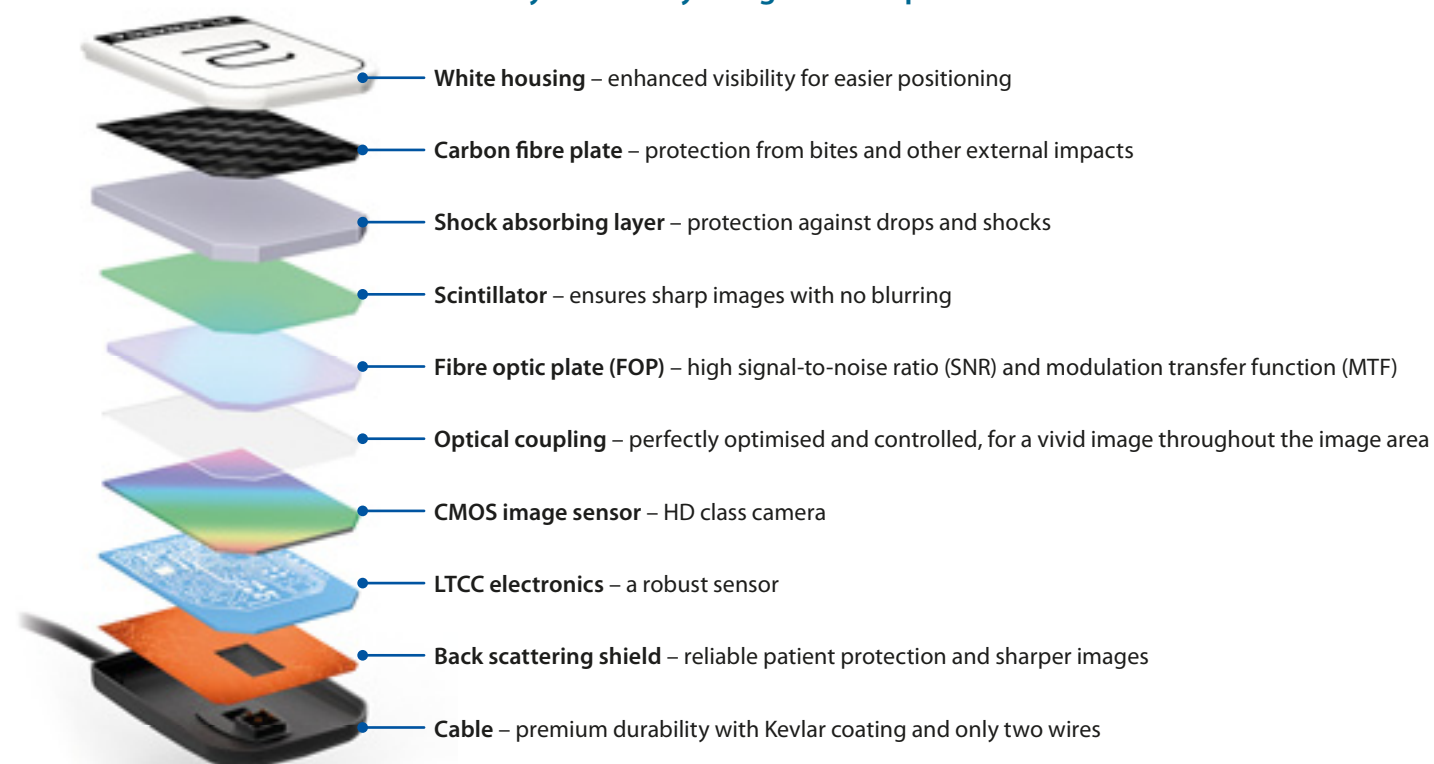 White housing – enhanced visibility for easier positioning
Carbon fibre plate – protection from bites and other external impacts
Shock absorbing layer – protection against drops and shocks
Scintillator – ensures sharp images with no blurring
Fibre optic plate (FOP) – high signal-to-noise ratio (SNR) and modulation transfer function (MTF)
Optical coupling – perfectly optimised and controlled, for a vivid image throughout the image area
CMOS image sensor – HD class camera
LTCC electronics – a robust sensor
Back scattering shield – reliable patient protection and sharper images
Cable – premium durability with Kevlar coating and only two wires